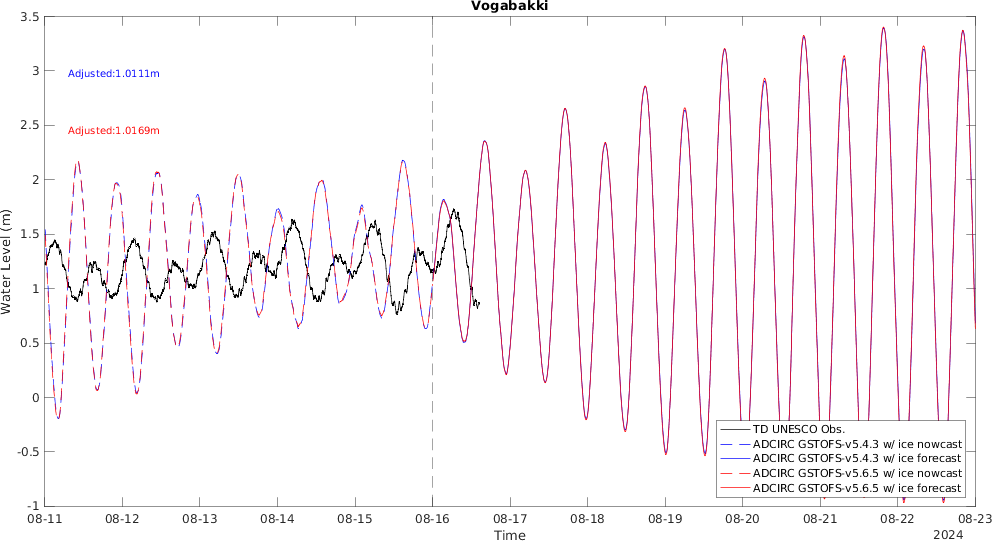 Vogabakki
3.5
3
2.5
2
1.5
1
0.5
0
-0.5
-1
Water Level (m)
Adjusted:1.0111m
Adjusted:1.0169m
TD UNESCO Obs.
ADCIRC GSTOFS-v5.4.3 w/ ice nowcast
ADCIRC GSTOFS-v5.4.3 w/ ice forecast
ADCIRC GSTOFS-v5.6.5 w/ ice nowcast
ADCIRC GSTOFS-v5.6.5 w/ ice forecast
08-11 08-12 08-13 08-14 08-15 08-16 08-17 08-18 08-19 08-20 08-21 08-22 08-23
Time
2024